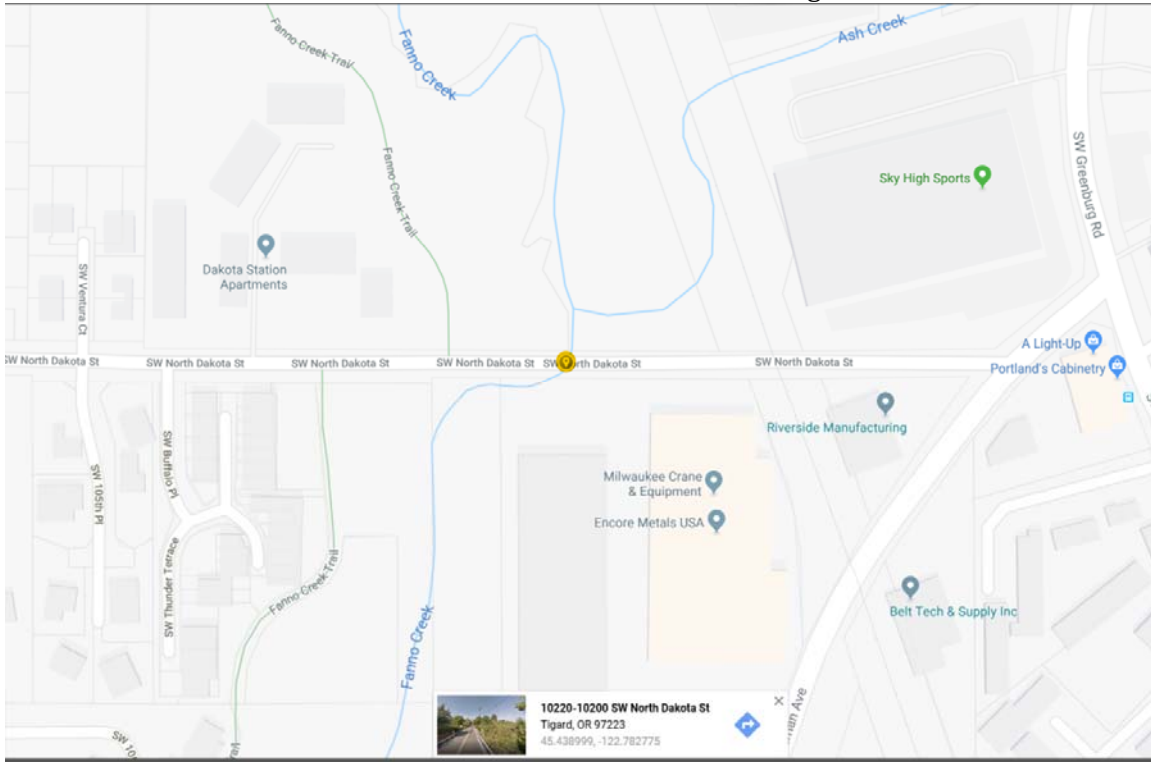 Fanno Creek Trail
Fanno Creek
Ash Creek
SW Greenburg Rd
Sky High Sports
Fanno Creek Trail
Dakota Station
Apartments
SW Ventura Ct
SW North Dakota St
SW North Dakota St
SW North Dakota St
SW North Dakota St
SW North Dakota St
SW North Dakota St
A Light-Up
Portland's Cabinetry
Riverside Manufacturing
SW 105th Pl
SW Buffalo Pl
Milwaukee Crane
& Equipment
Encore Metals USA
SW Thunder Terrace
Fanno Creek Trail
Belt Tech & Supply Inc
Fanno Creek
10220-10200 SW North Dakota St
Tigard, OR 97223
45.438999, -122.782775